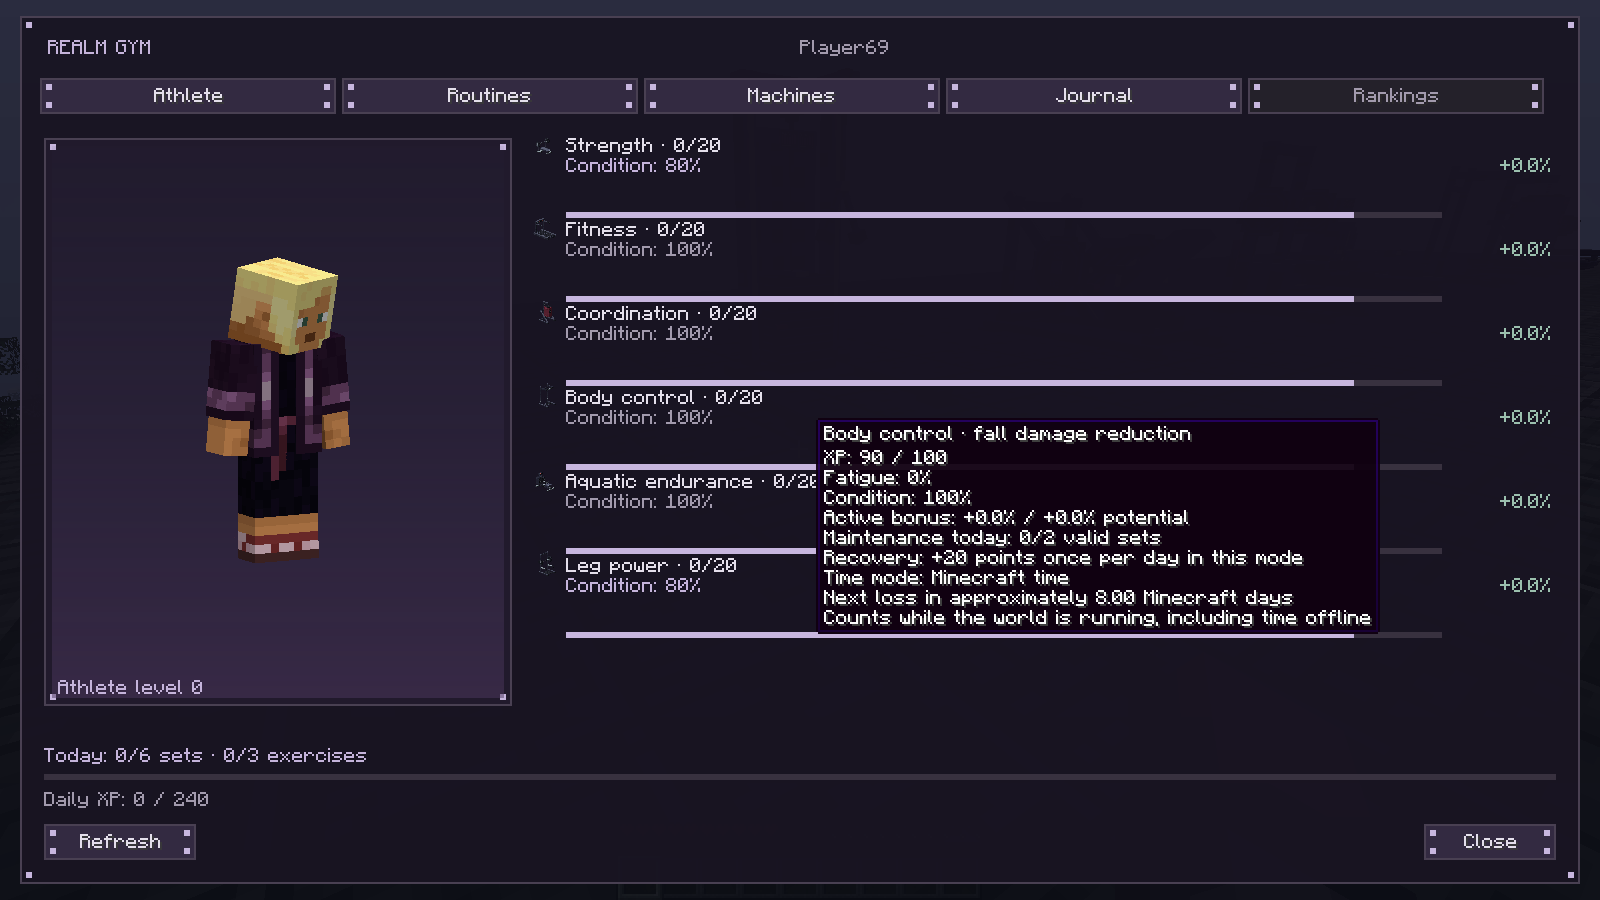 REALM GYM
Player69
Athlete
Routines
Machines
Journal
Rankings
Strength · 0/20
Condition: 80%
+0.0%
Fitness · 0/20
Condition: 100%
+0.0%
Coordination · 0/20
Condition: 100%
+0.0%
Body control · 0/20
Condition: 100%
+0.0%
Aquatic endurance · 0/20
Condition: 100%
+0.0%
Leg power · 0/20
Condition: 80%
+0.0%
Body control · fall damage reduction
XP: 90 / 100
Fatigue: 0%
Condition: 100%
Active bonus: +0.0% / +0.0% potential
Maintenance today: 0/2 valid sets
Recovery: +20 points once per day in this mode
Time mode: Minecraft time
Next loss in approximately 8.00 Minecraft days
Counts while the world is running, including time offline
Athlete level 0
Today: 0/6 sets · 0/3 exercises
Daily XP: 0 / 240
Refresh
Close